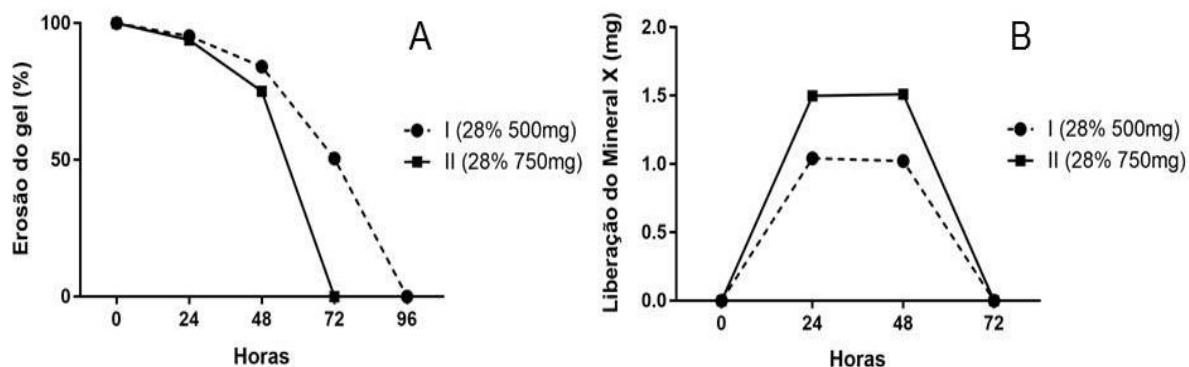 A
Erosão do gel (%)
100
50
0
0 24 48 72 96
Horas
I (28% 500mg)
II (28% 750mg)
B
Liberação do Mineral X (mg)
2.0
1.5
1.0
0.5
0.0
0 24 48 72
Horas
I (28% 500mg)
II (28% 750mg)